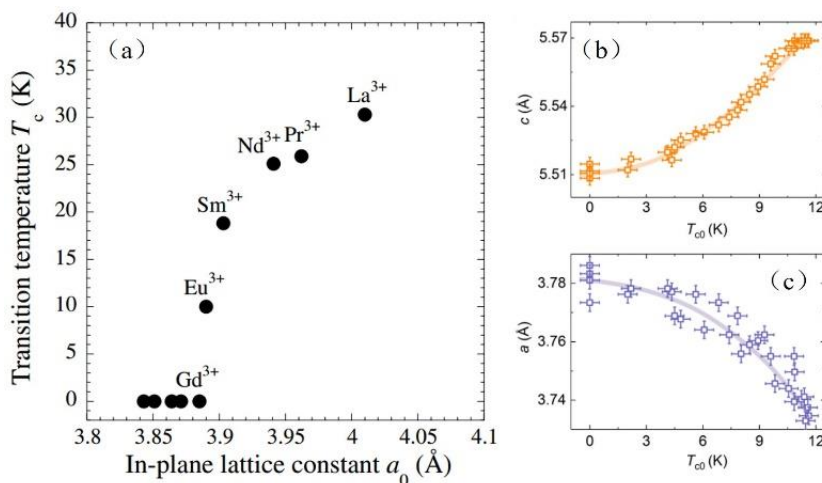 (a)
Transition temperature T_c (K)
40
35
30
25
20
15
10
5
0
La³⁺
Nd³⁺ Pr³⁺
Sm³⁺
Eu³⁺
Gd³⁺
3.8 3.85 3.9 3.95 4 4.05 4.1
In-plane lattice constant a₀ (Å)
(b)
c (Å)
5.57
5.54
5.51
0 3 6 9 12
T_c0 (K)
(c)
a (Å)
3.78
3.76
3.74
0 3 6 9 12
T_c0 (K)